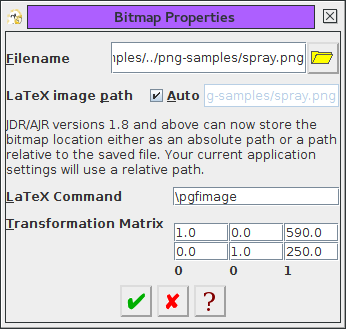 Bitmap Properties
Filename nples/../png-samples/spray.png
LaTeX image path Auto g-samples/spray.png
JDR/AJR versions 1.8 and above can now store the
bitmap location either as an absolute path or a path
relative to the saved file. Your current application
settings will use a relative path.
LaTeX Command \pgfimage
Transformation Matrix
1.0 0.0 590.0
0.0 1.0 250.0
0 0 1
?